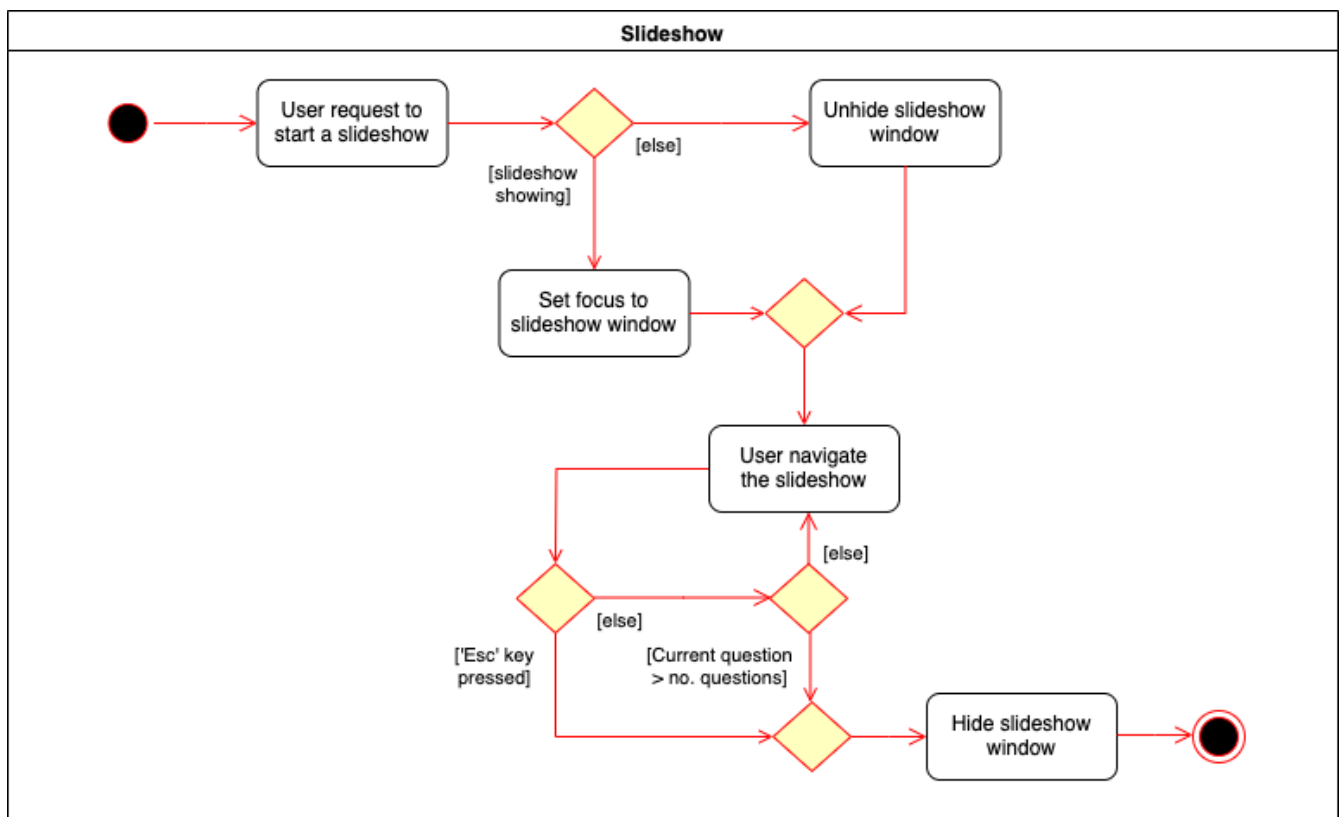 Slideshow
User request to
start a slideshow
Unhide slideshow
window
[else]
[slideshow
showing]
Set focus to
slideshow window
User navigate
the slideshow
[else]
[else]
['Esc' key
pressed]
[Current question
> no. questions]
Hide slideshow
window